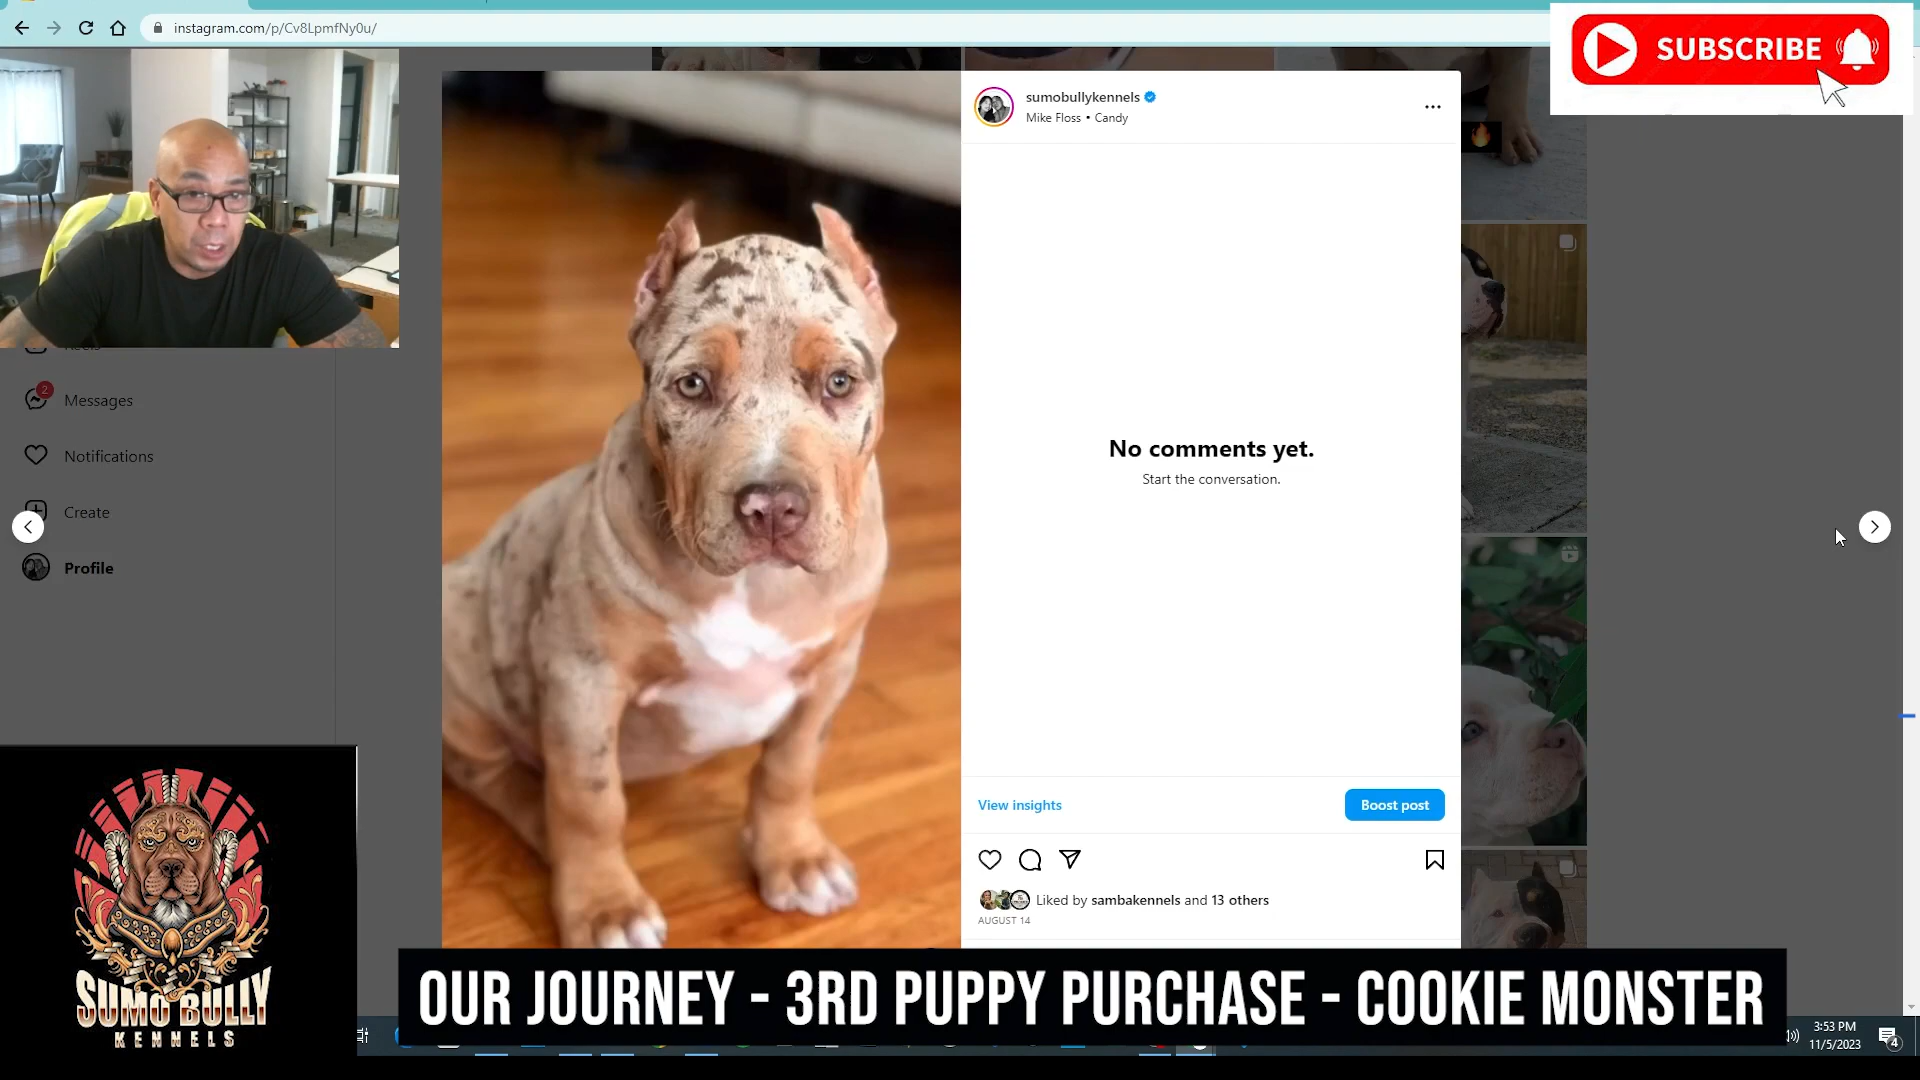 instagram.com/p/Cv8LpmfNy0u/
SUBSCRIBE
sumobullykennels
Mike Floss • Candy
2
Messages
Notifications
Create
Profile
No comments yet.
Start the conversation.
View insights
Boost post
Liked by sambakennels and 13 others
AUGUST 14
SUMO BULLY
KENNELS
OUR JOURNEY - 3RD PUPPY PURCHASE - COOKIE MONSTER
3:53 PM
11/5/2023
4